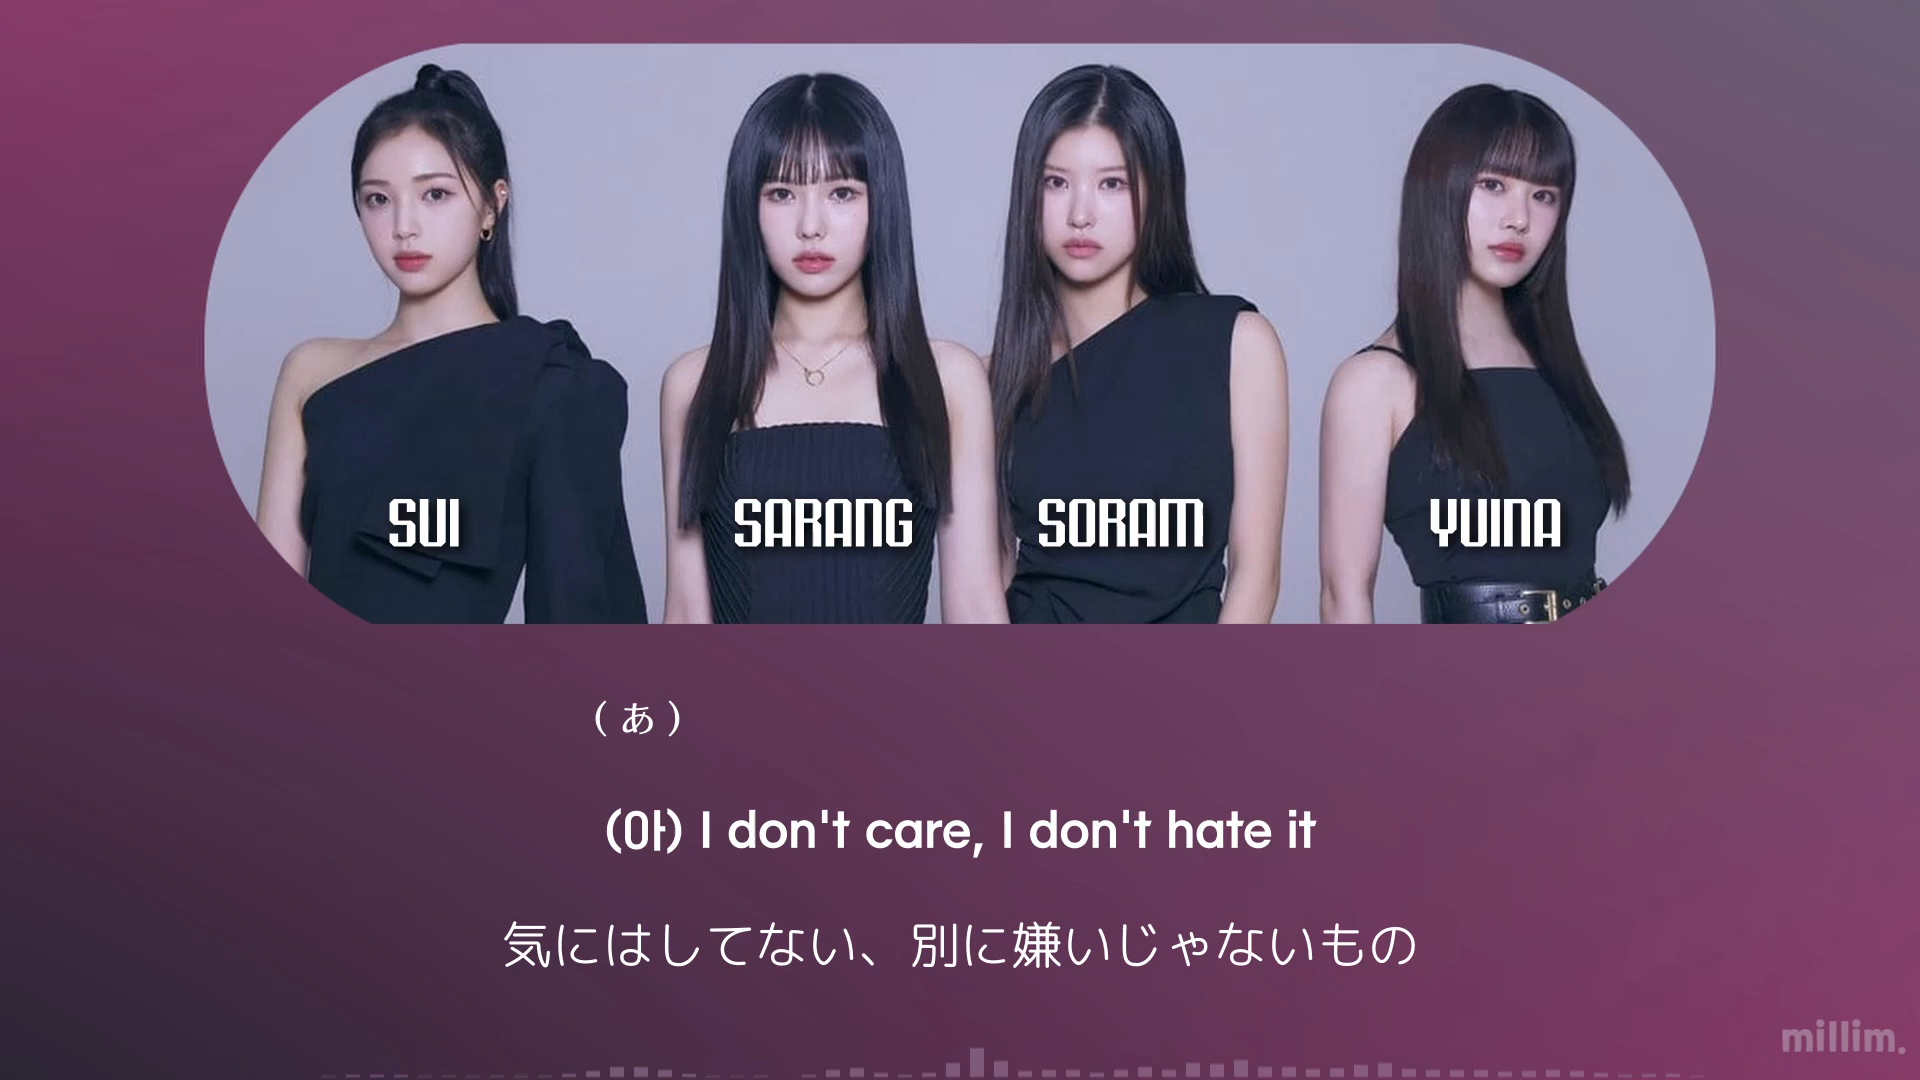 SUI
SARANG
SORAM
YUINA
（ぁ）
(아) I don't care, I don't hate it
気にはしてない、別に嫌いじゃないもの
millim.